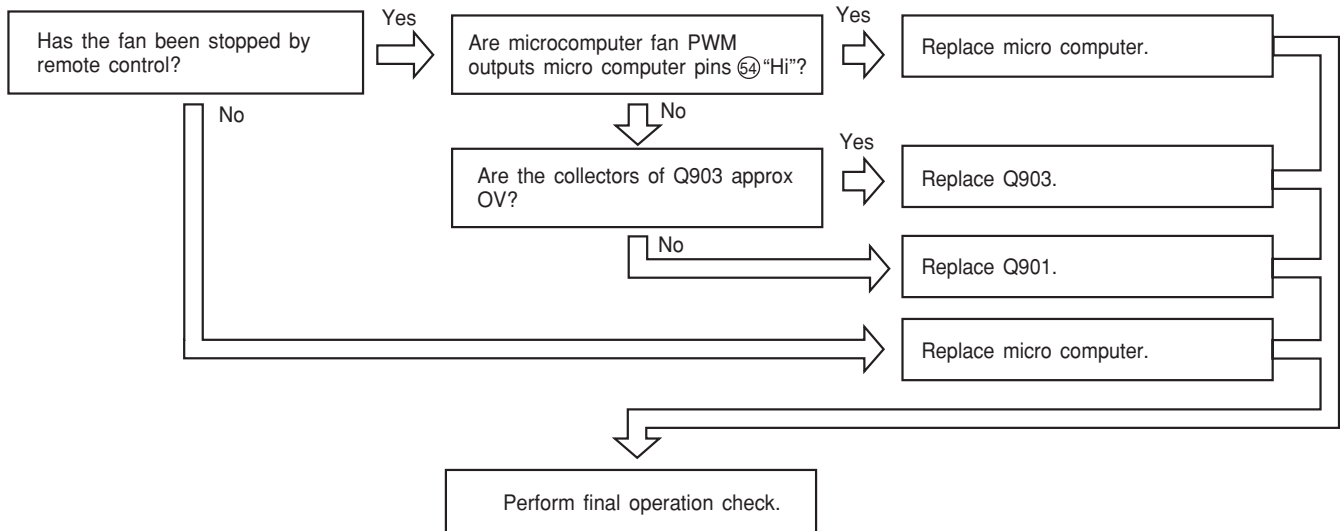 Has the fan been stopped by
remote control?
Yes
Are microcomputer fan PWM
outputs micro computer pins 54 “Hi”?
Yes
Replace micro computer.
No
No
Are the collectors of Q903 approx
OV?
Yes
Replace Q903.
No
Replace Q901.
Replace micro computer.
Perform final operation check.